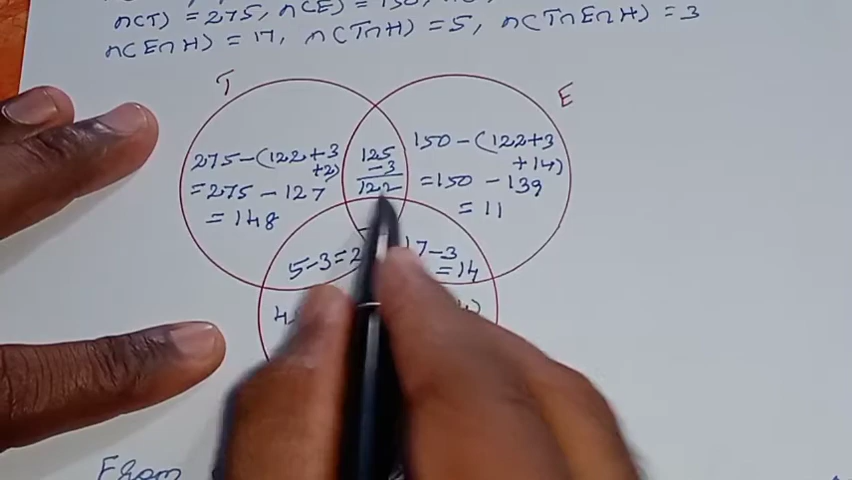 n(T) = 275, n(E) = 150,
n(E∩H) = 17, n(T∩H) = 5, n(T∩E∩H) = 3
T
E
275-(122+3
+2)
=275-127
= 148
125
-3
122
150-(122+3
+14)
=150-139
= 11
5-3=2
17-3
=14
From